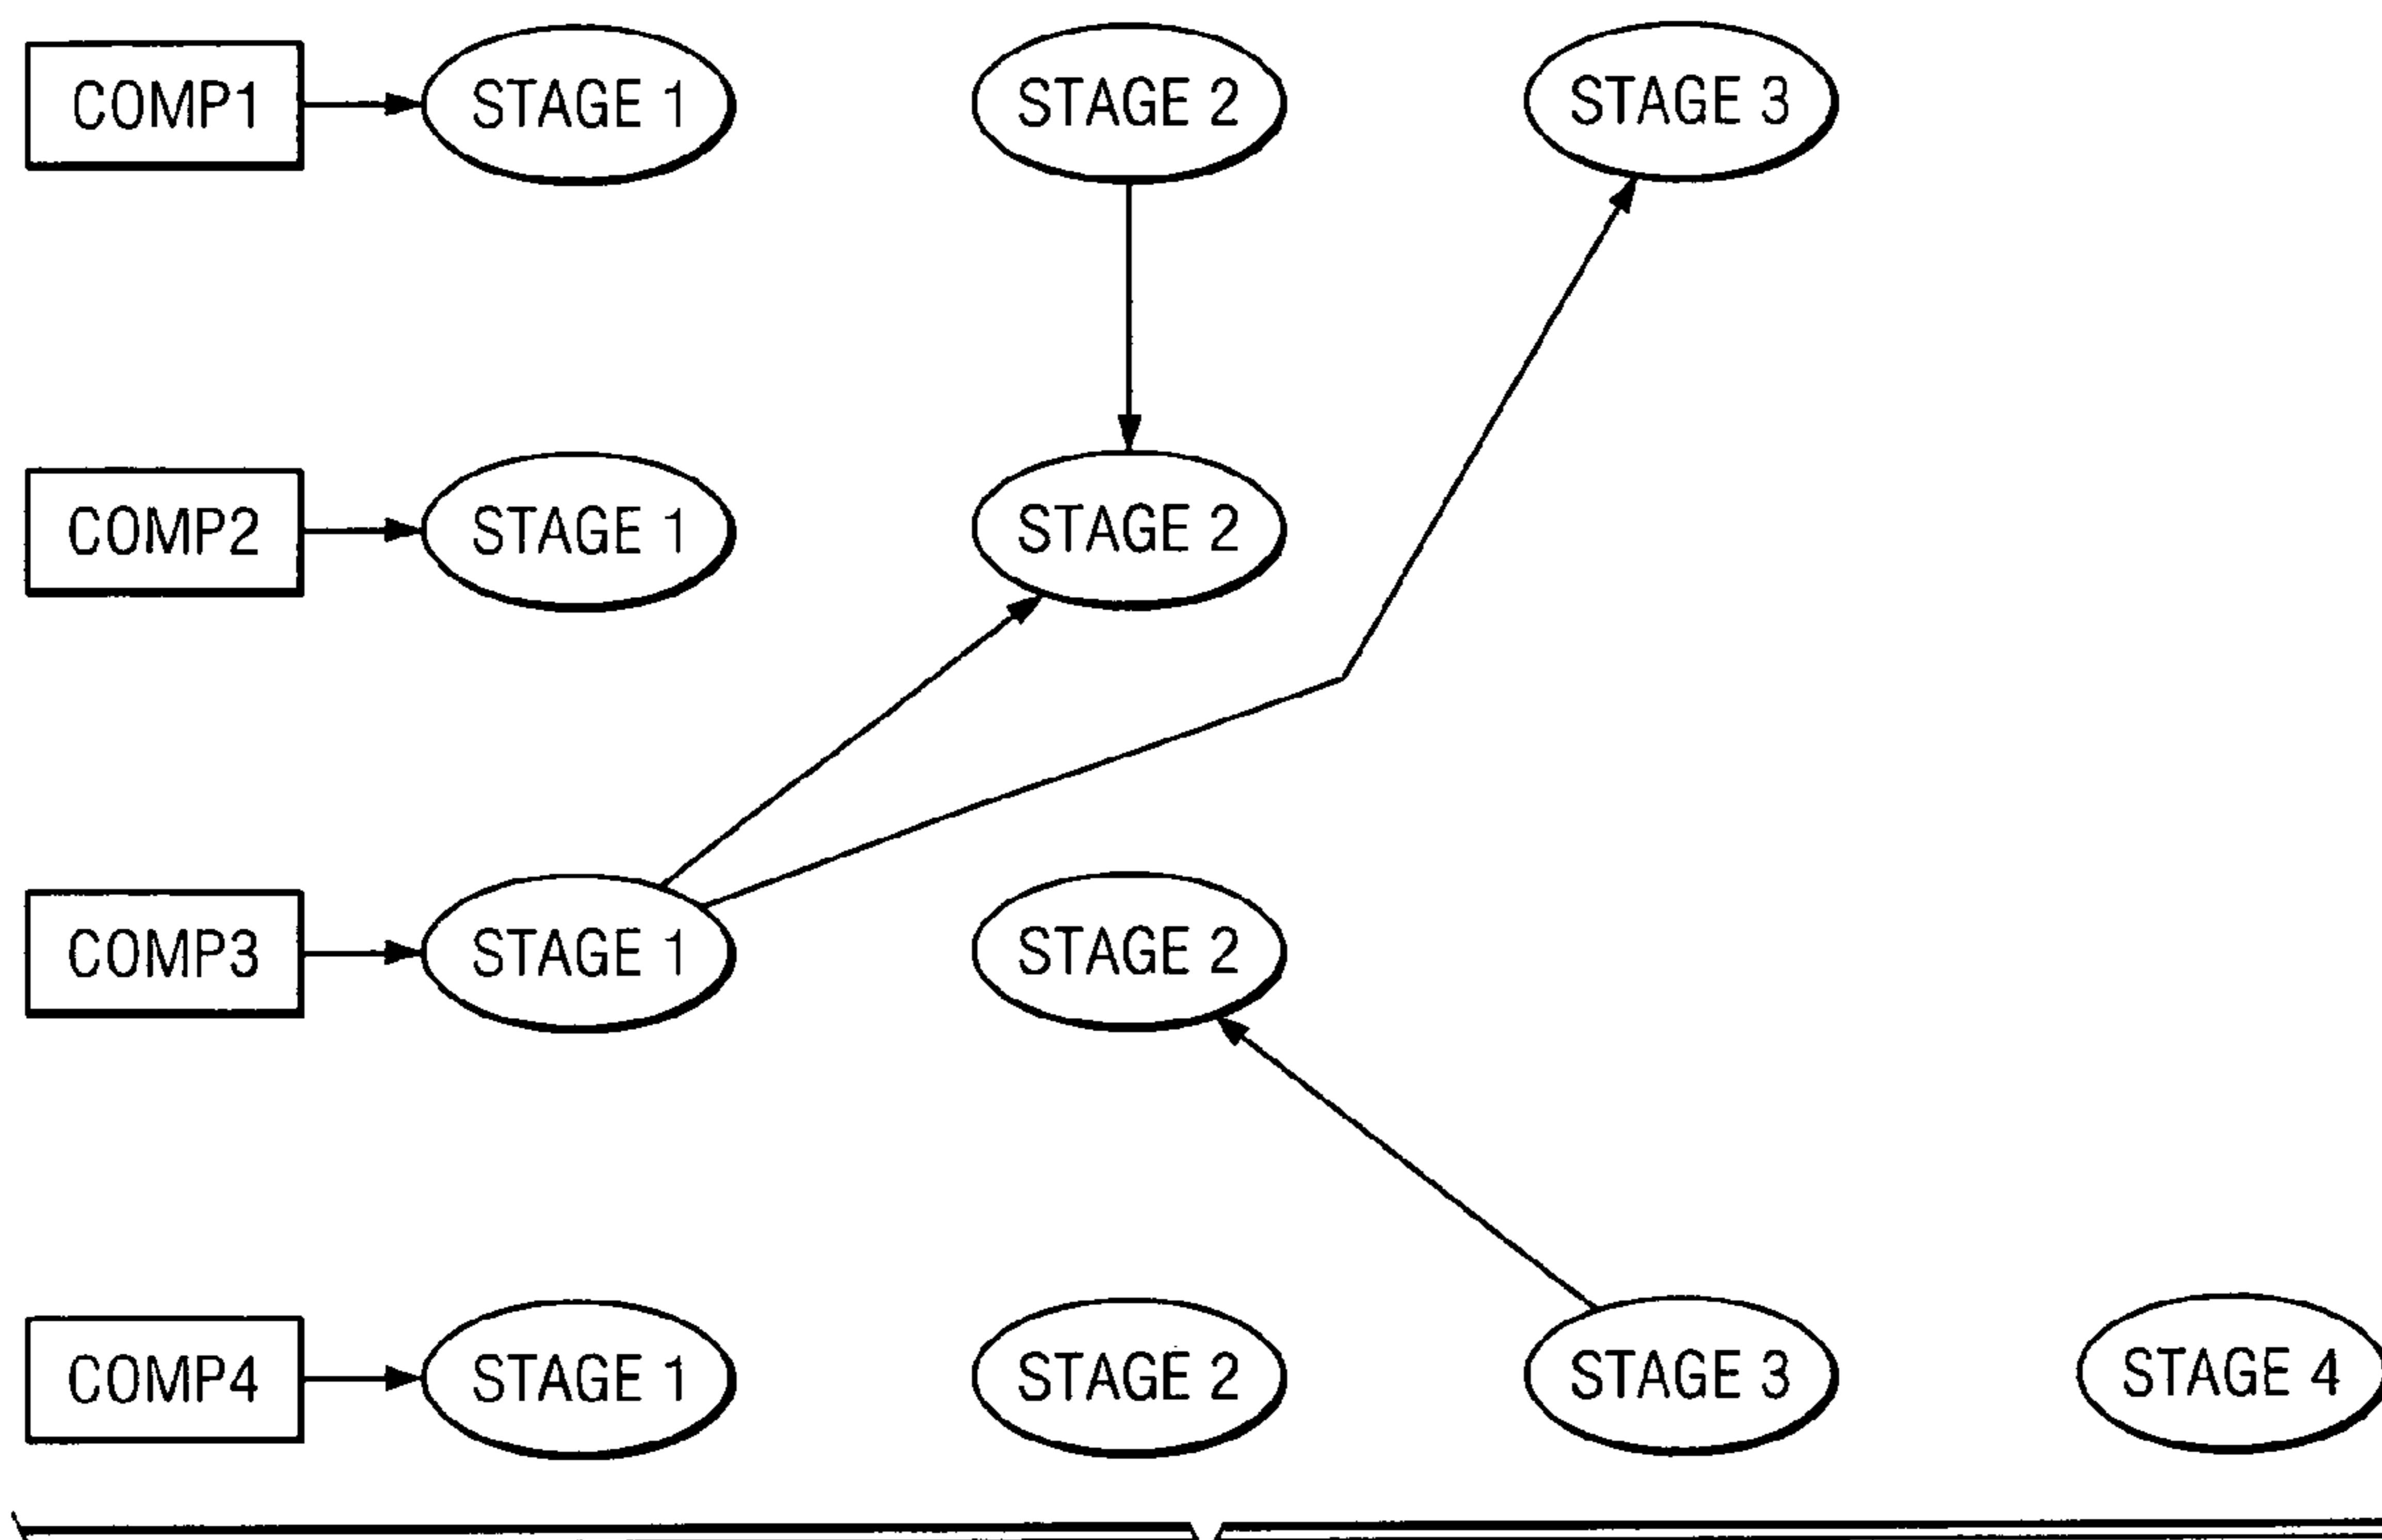 COMP1 STAGE 1 STAGE 2 STAGE 3
COMP2 STAGE 1 STAGE 2
COMP3 STAGE 1 STAGE 2
COMP4 STAGE 1 STAGE 2 STAGE 3 STAGE 4